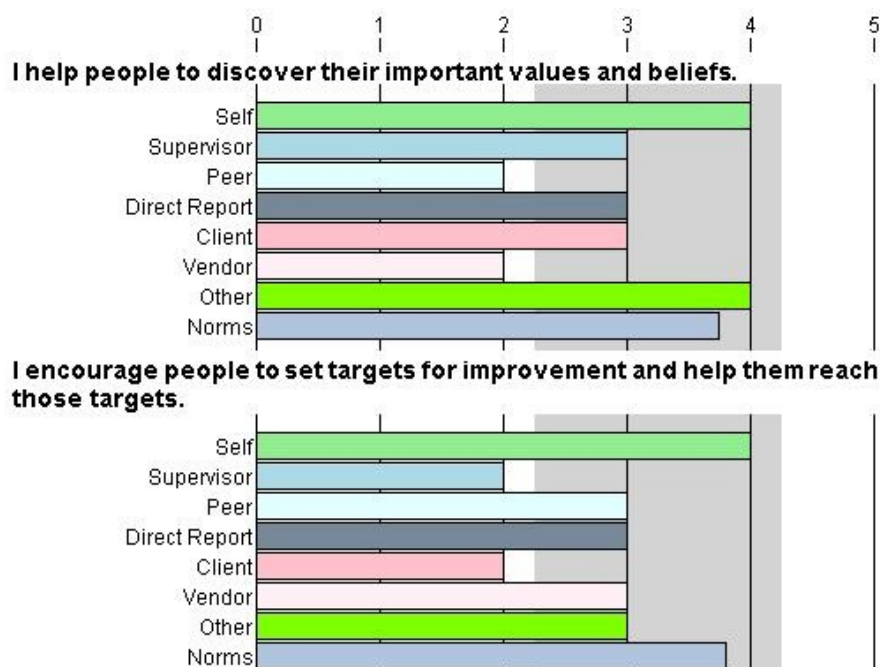 0 1 2 3 4 5
I help people to discover their important values and beliefs.
Self
Supervisor
Peer
Direct Report
Client
Vendor
Other
Norms
I encourage people to set targets for improvement and help them reach
those targets.
Self
Supervisor
Peer
Direct Report
Client
Vendor
Other
Norms